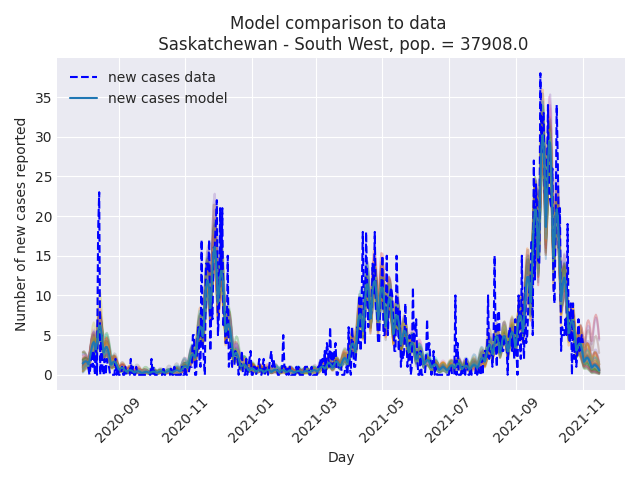 Model comparison to data
Saskatchewan - South West, pop. = 37908.0
new cases data
new cases model
Number of new cases reported
35
30
25
20
15
10
5
0
2020-09
2020-11
2021-01
2021-03
2021-05
2021-07
2021-09
2021-11
Day